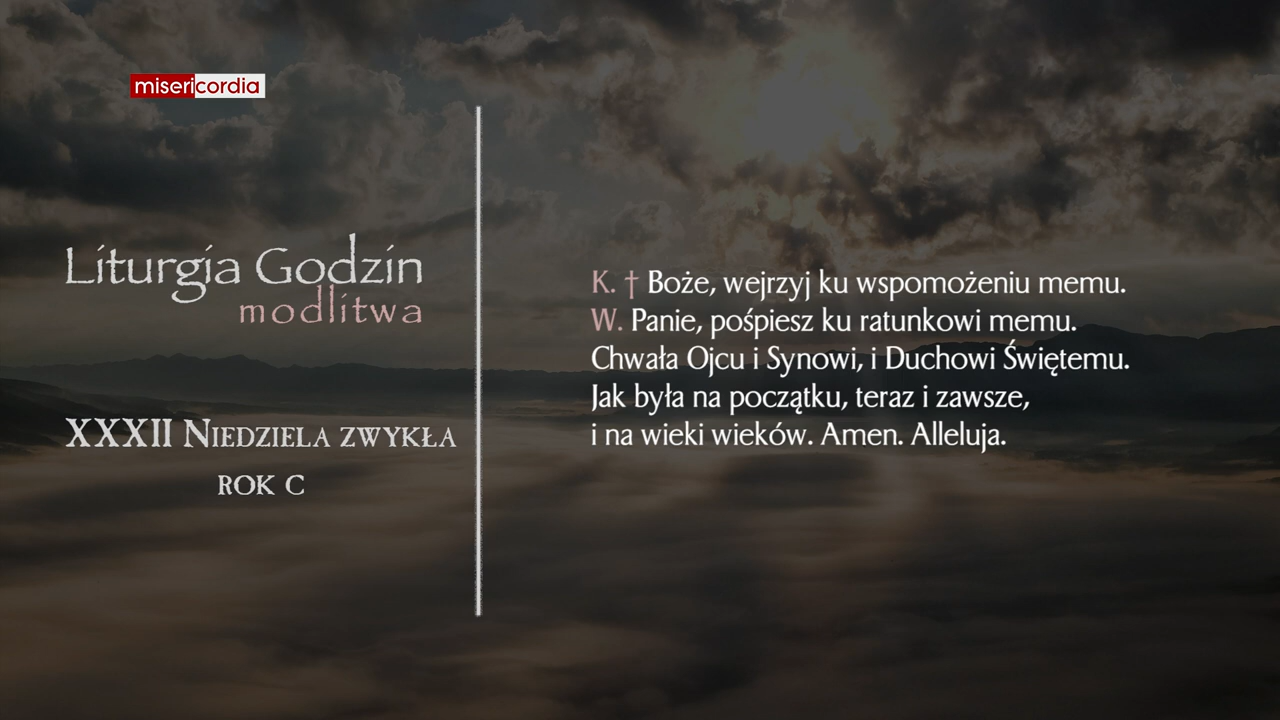 misericordia
Liturgia Godzin
modlitwa
XXXII Niedziela zwykła
rok C
K. † Boże, wejrzyj ku wspomożeniu memu.
W. Panie, pośpiesz ku ratunkowi memu.
Chwała Ojcu i Synowi, i Duchowi Świętemu.
Jak była na początku, teraz i zawsze,
i na wieki wieków. Amen. Alleluja.